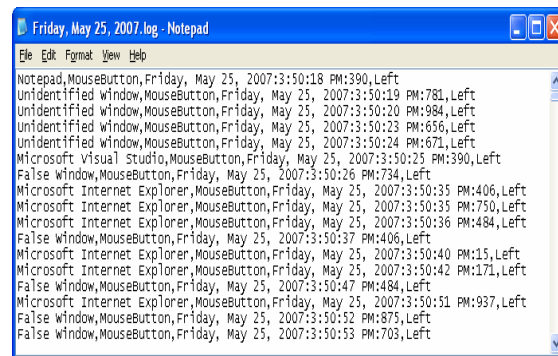 Friday, May 25, 2007.log - Notepad
File Edit Format View Help
Notepad,MouseButton,Friday, May 25, 2007:3:50:18 PM:390,Left
Unidentified Window,MouseButton,Friday, May 25, 2007:3:50:19 PM:781,Left
Unidentified Window,MouseButton,Friday, May 25, 2007:3:50:20 PM:984,Left
Unidentified Window,MouseButton,Friday, May 25, 2007:3:50:23 PM:656,Left
Unidentified Window,MouseButton,Friday, May 25, 2007:3:50:24 PM:671,Left
Microsoft Visual Studio,MouseButton,Friday, May 25, 2007:3:50:25 PM:390,Left
False Window,MouseButton,Friday, May 25, 2007:3:50:26 PM:734,Left
Microsoft Internet Explorer,MouseButton,Friday, May 25, 2007:3:50:35 PM:406,Left
Microsoft Internet Explorer,MouseButton,Friday, May 25, 2007:3:50:35 PM:750,Left
Microsoft Internet Explorer,MouseButton,Friday, May 25, 2007:3:50:36 PM:484,Left
False Window,MouseButton,Friday, May 25, 2007:3:50:37 PM:406,Left
Microsoft Internet Explorer,MouseButton,Friday, May 25, 2007:3:50:40 PM:15,Left
Microsoft Internet Explorer,MouseButton,Friday, May 25, 2007:3:50:42 PM:171,Left
False Window,MouseButton,Friday, May 25, 2007:3:50:47 PM:484,Left
Microsoft Internet Explorer,MouseButton,Friday, May 25, 2007:3:50:51 PM:937,Left
False Window,MouseButton,Friday, May 25, 2007:3:50:52 PM:875,Left
False Window,MouseButton,Friday, May 25, 2007:3:50:53 PM:703,Left